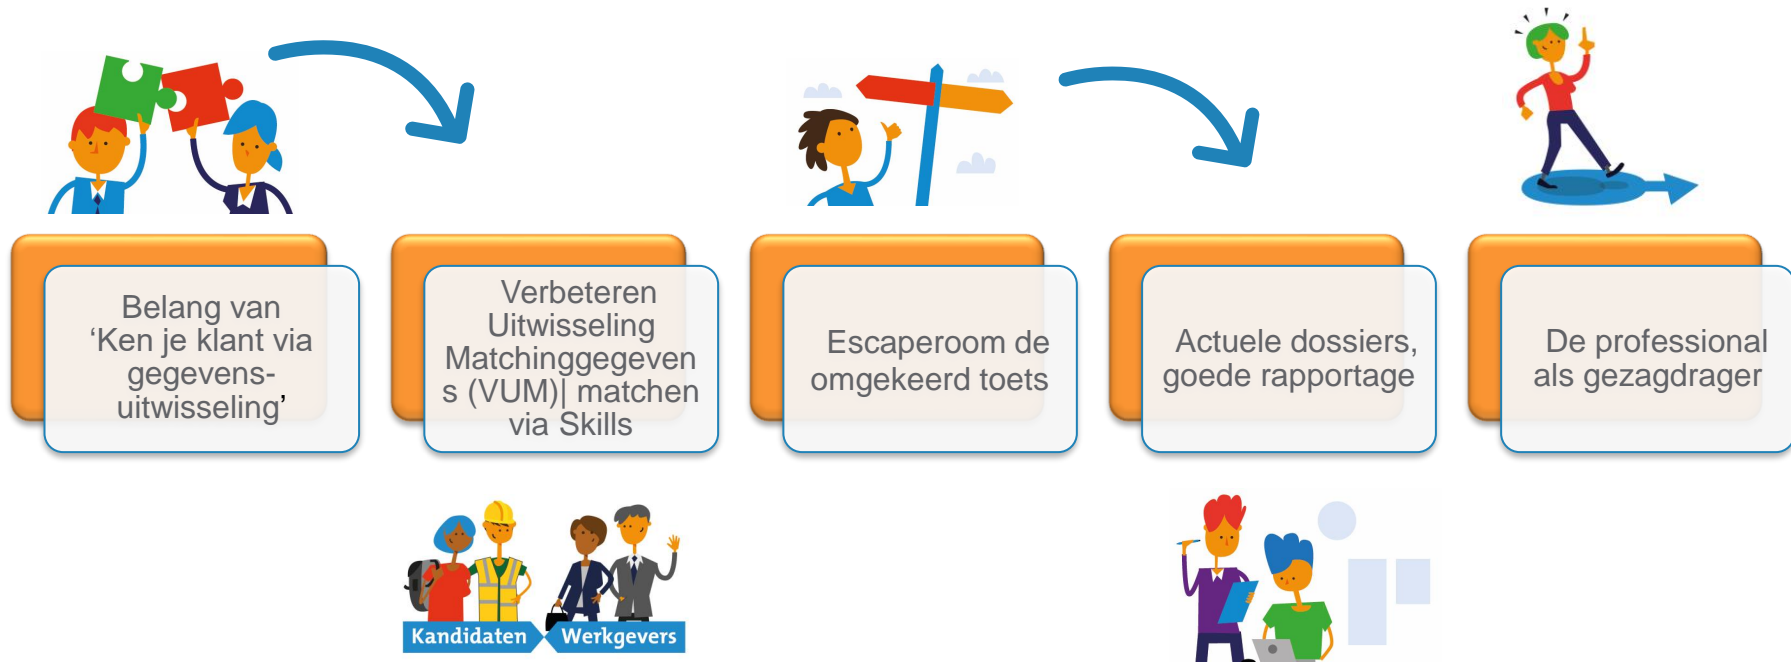 Belang van
‘Ken je klant via
gegevens-
uitwisseling’
Verbeteren
Uitwisseling
Matchinggegeven
s (VUM)| matchen
via Skills
Escaperoom de
omgekeerd toets
Actuele dossiers,
goede rapportage
De professional
als gezagdrager
Kandidaten Werkgevers